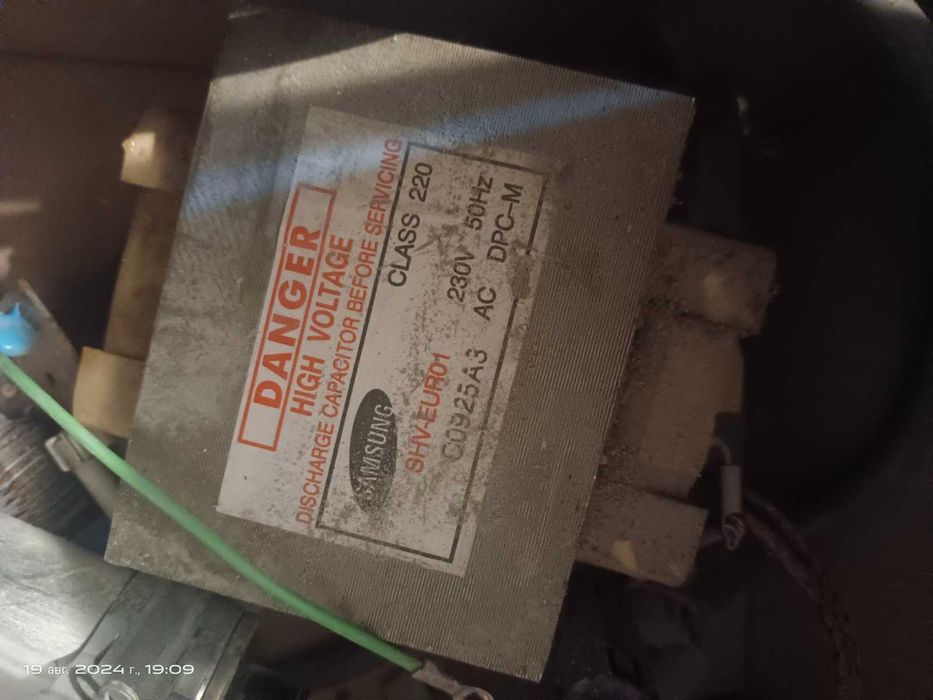 DANGER
HIGH VOLTAGE
DISCHARGE CAPACITOR BEFORE SERVICING
CLASS 220
SAMSUNG
SHV-EUR01 230V 50Hz
C0925A3 AC DPC-M
19 авг. 2024 г., 19:09